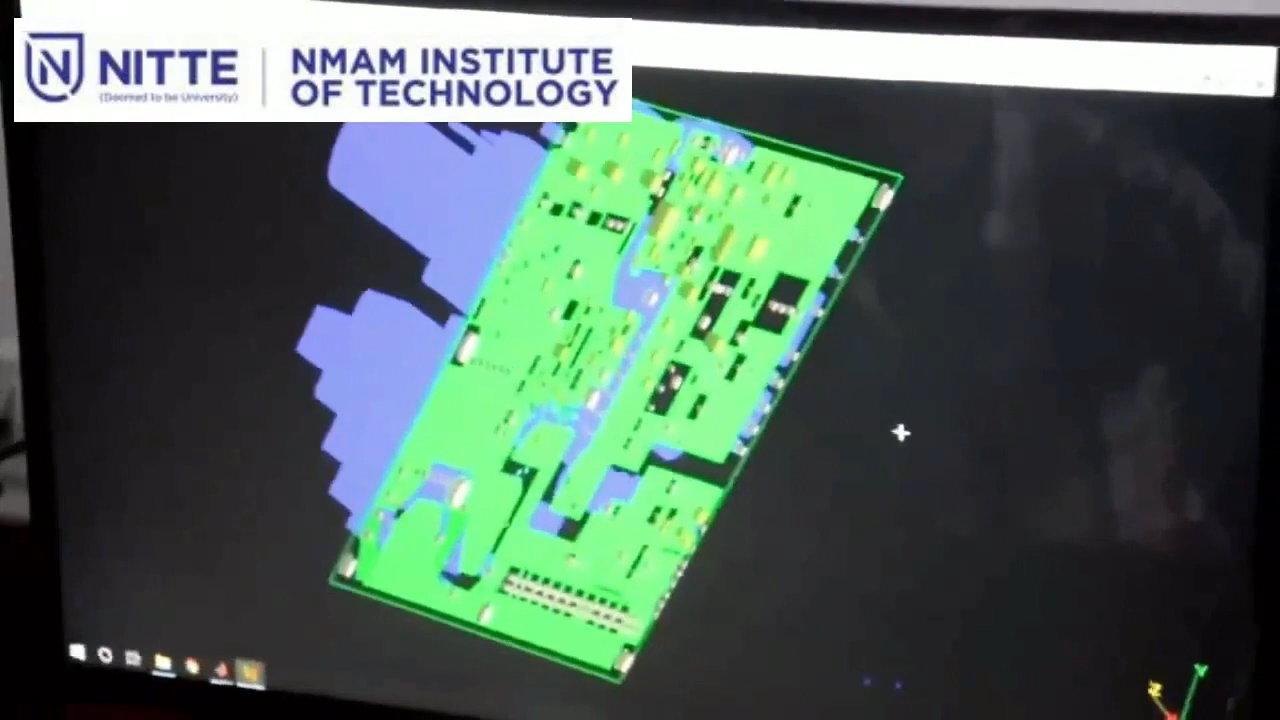 N NITTE
(Deemed to be University)
NMAM INSTITUTE
OF TECHNOLOGY
Y
Z